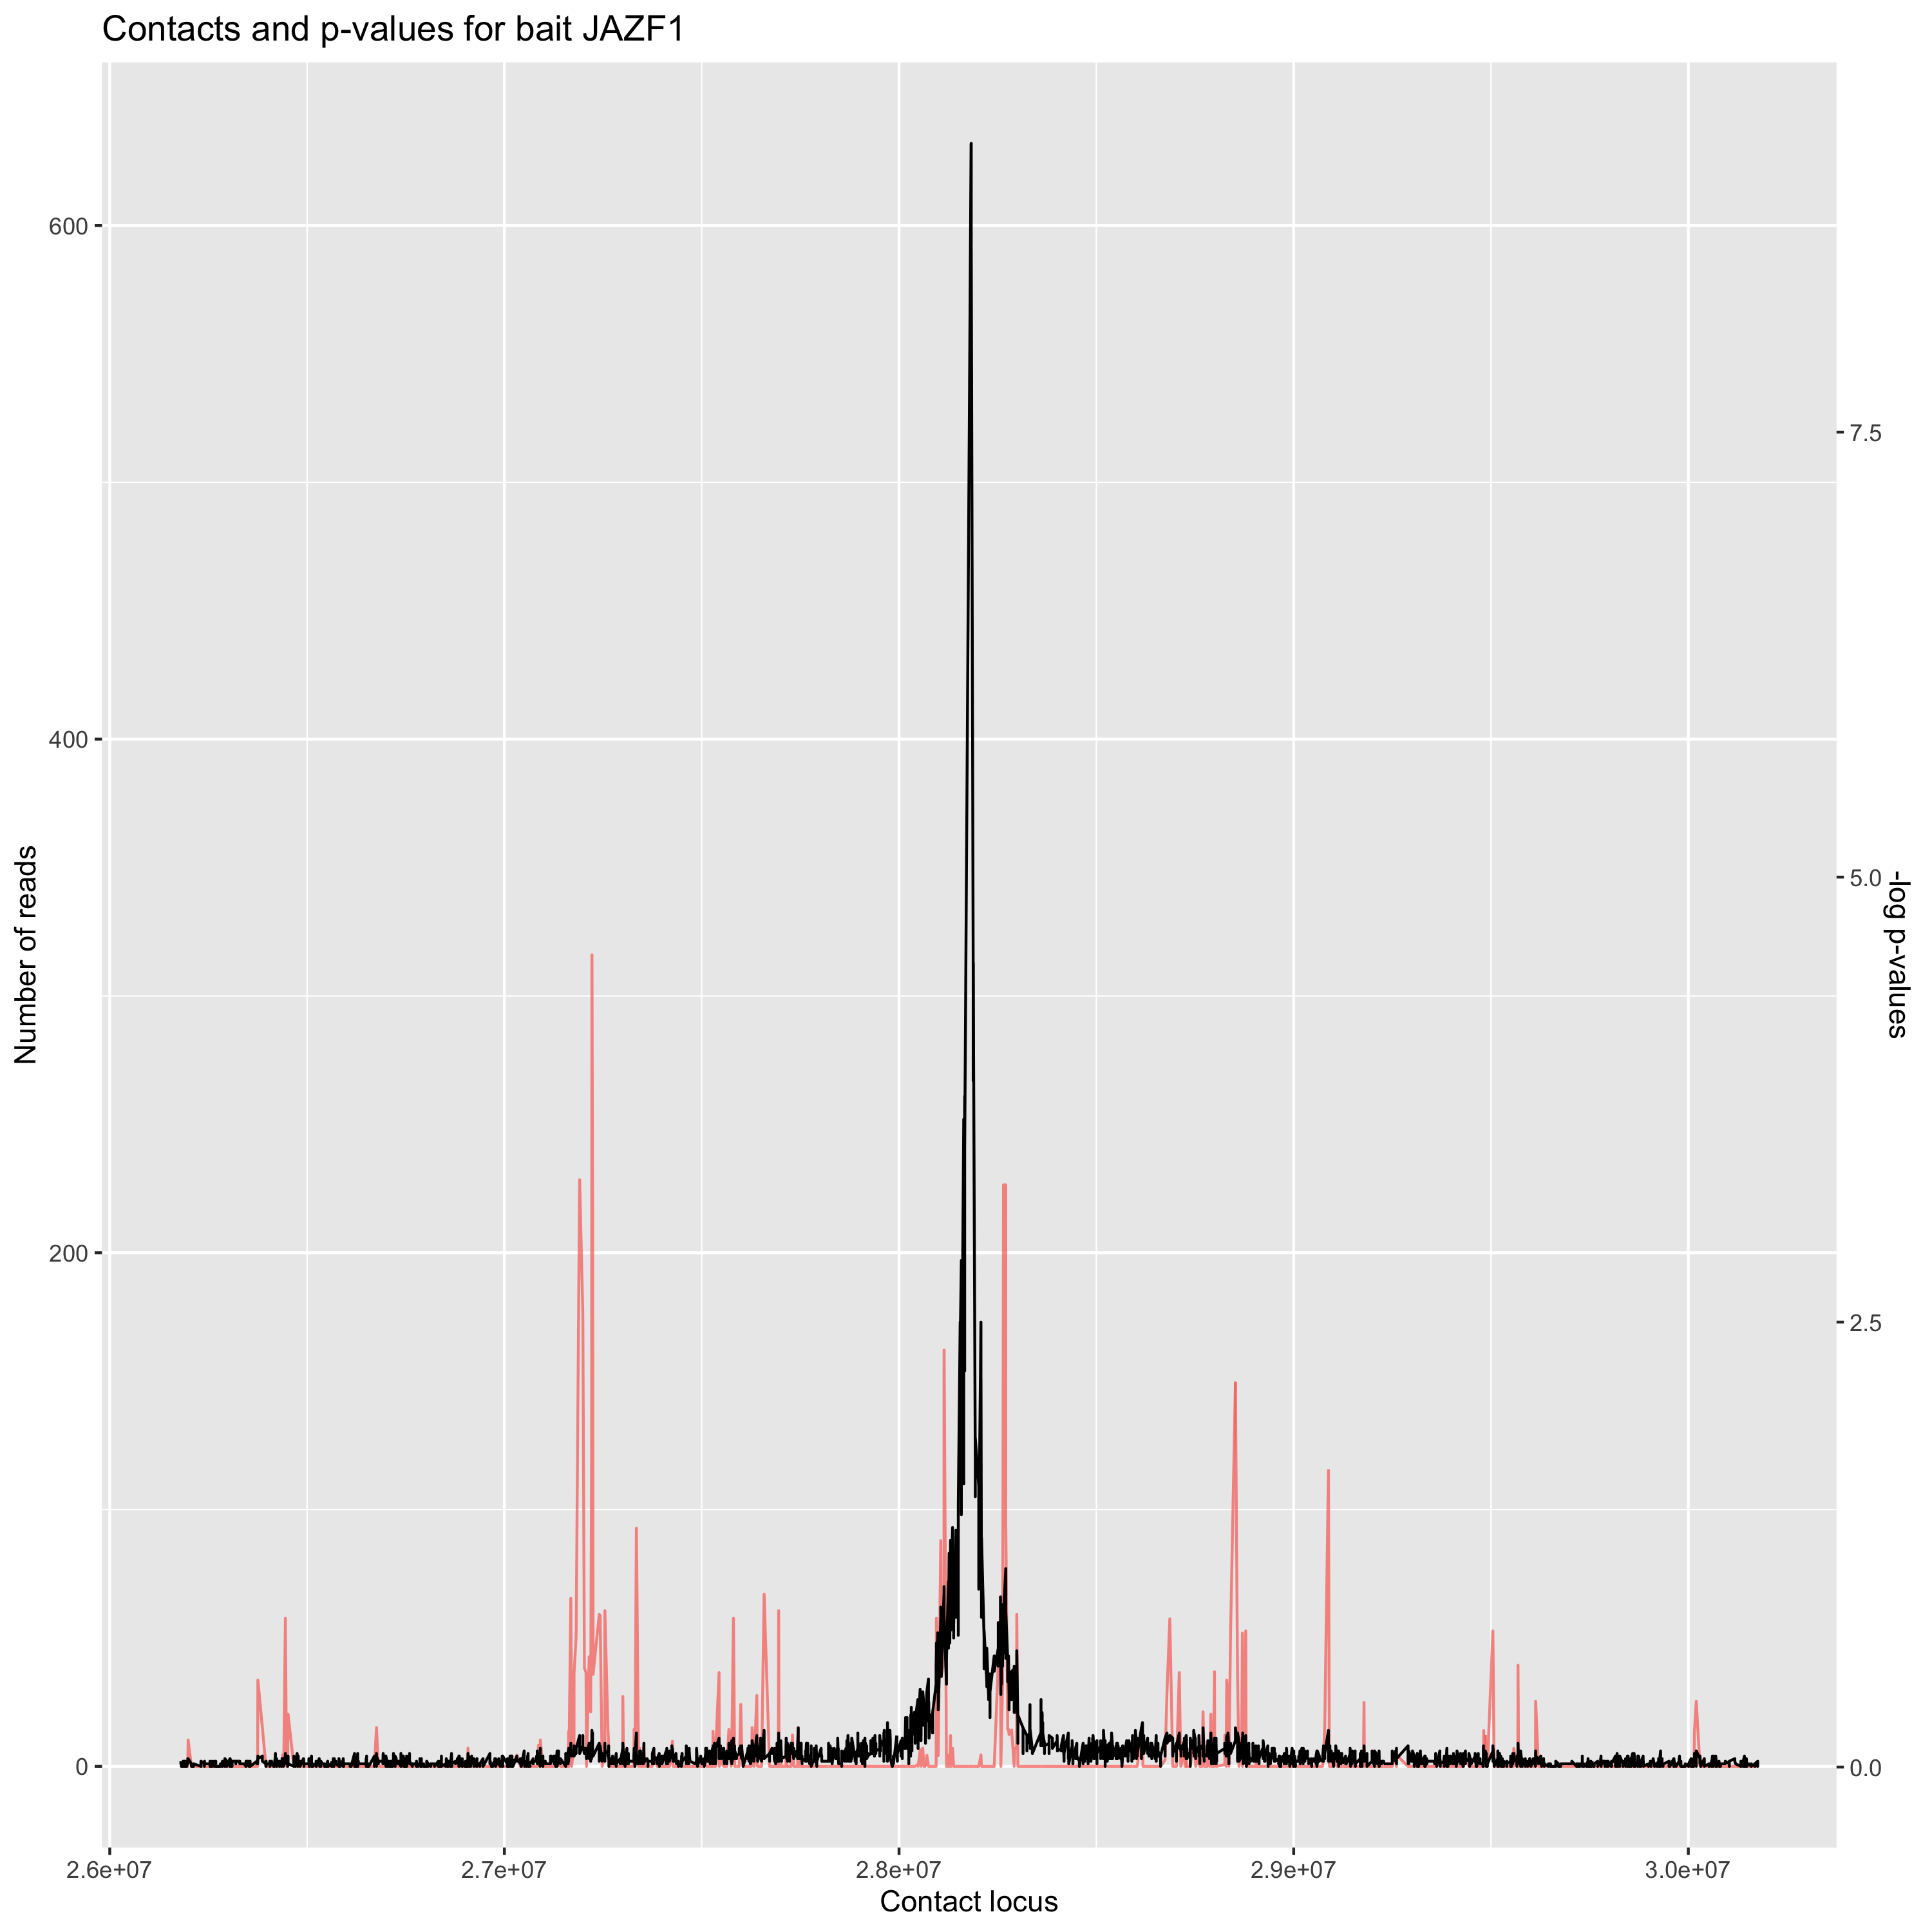 Contacts and p-values for bait JAZF1
600
400
200
0
Number of reads
7.5
5.0
2.5
0.0
-log p-values
2.6e+07
2.7e+07
2.8e+07
2.9e+07
3.0e+07
Contact locus